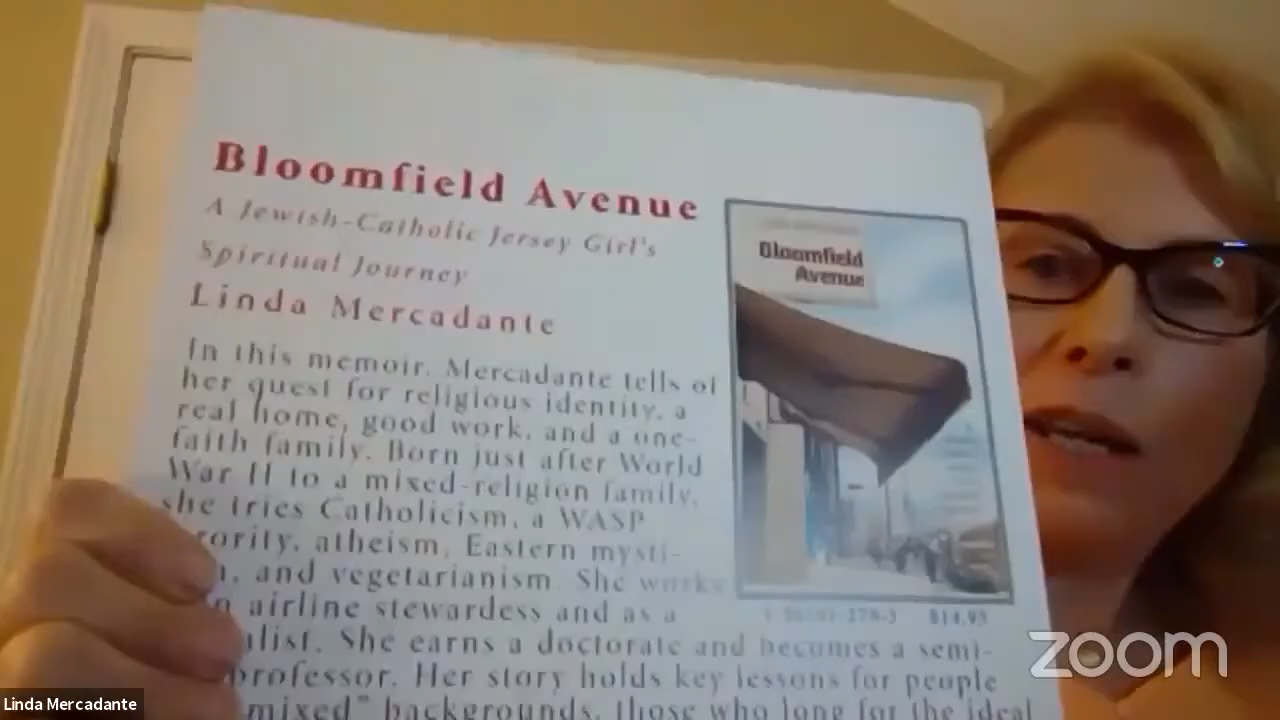 Bloomfield Avenue
A Jewish-Catholic Jersey Girl's
Spiritual Journey
Linda Mercadante
In this memoir, Mercadante tells of
her quest for religious identity, a
real home, good work, and a one-
faith family. Born just after World
War II to a mixed-religion family,
she tries Catholicism, a WASP
rority, atheism, Eastern mysti-
, and vegetarianism. She works
airline stewardess and as a
alist. She earns a doctorate and becomes a semi-
professor. Her story holds key lessons for people
mixed" backgrounds, those who long for the ideal
Bloomfield
Avenue
$14.95
zoom
Linda Mercadante